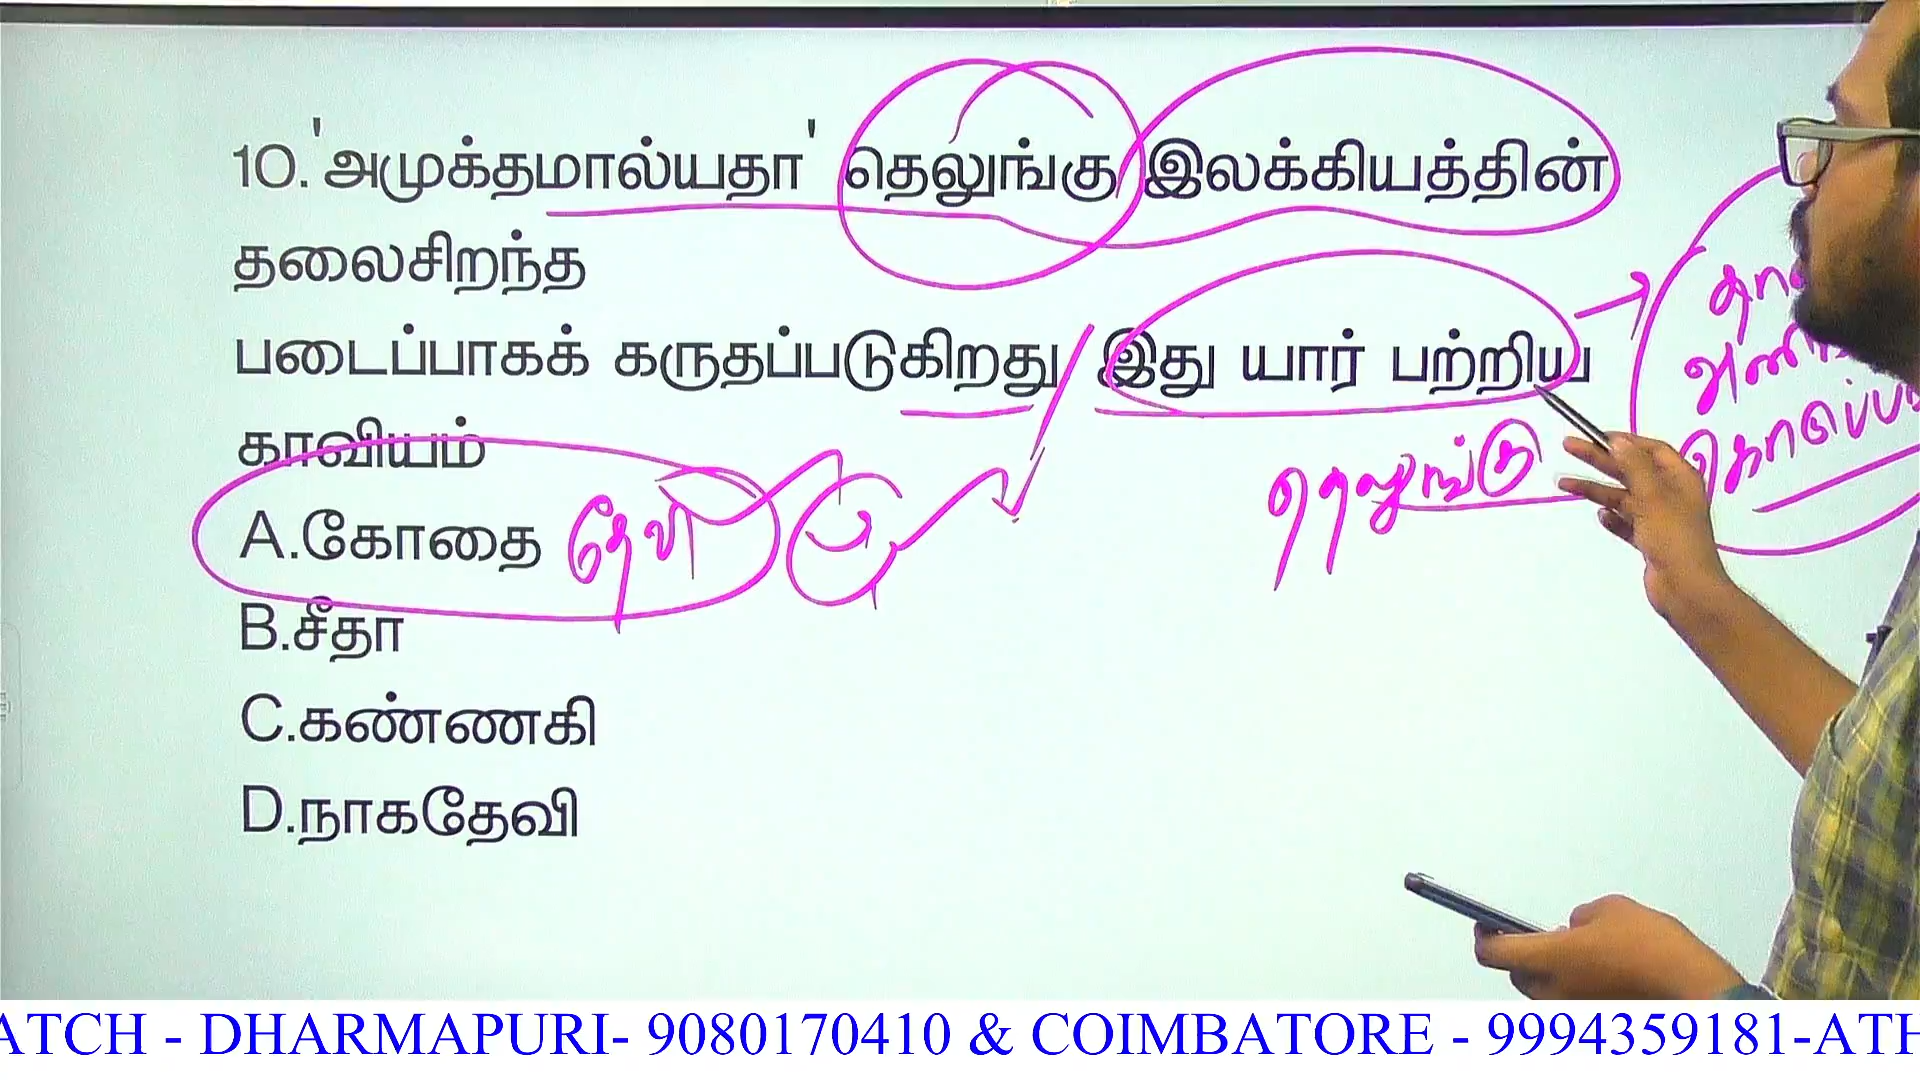 10.'அமுக்தமால்யதா' தெலுங்கு இலக்கியத்தின்
தலைசிறந்த
படைப்பாகக் கருதப்படுகிறது இது யார் பற்றிய
காவியம்
தெலுங்கு
A.கோதை தேவி
B.சீதா
C.கண்ணகி
D.நாகதேவி
ATCH - DHARMAPURI- 9080170410 & COIMBATORE - 9994359181-ATH